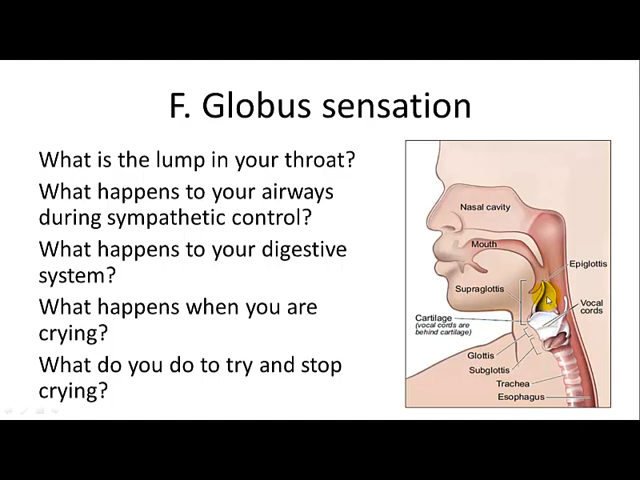 F. Globus sensation
What is the lump in your throat?
What happens to your airways
during sympathetic control?
What happens to your digestive
system?
What happens when you are
crying?
What do you do to try and stop
crying?
Nasal cavity
Mouth
Epiglottis
Supraglottis
Vocal
cords
Cartilage
(vocal cords are
behind cartilage)
Glottis
Subglottis
Trachea
Esophagus